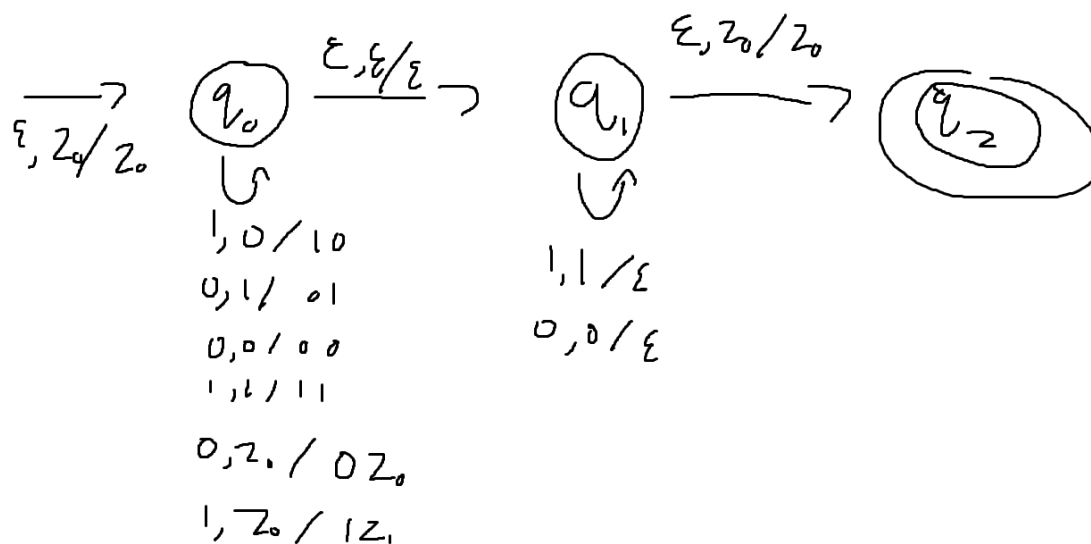 ε, ε/ε
ε, z₀/z₀
q₀
q₁
q₂
ε, z₀/z₀
1, 0/10
0, 1/01
0, 0/00
1, 1/11
0, z₀/0z₀
1, z₀/1z₀
1, 1/ε
0, 0/ε